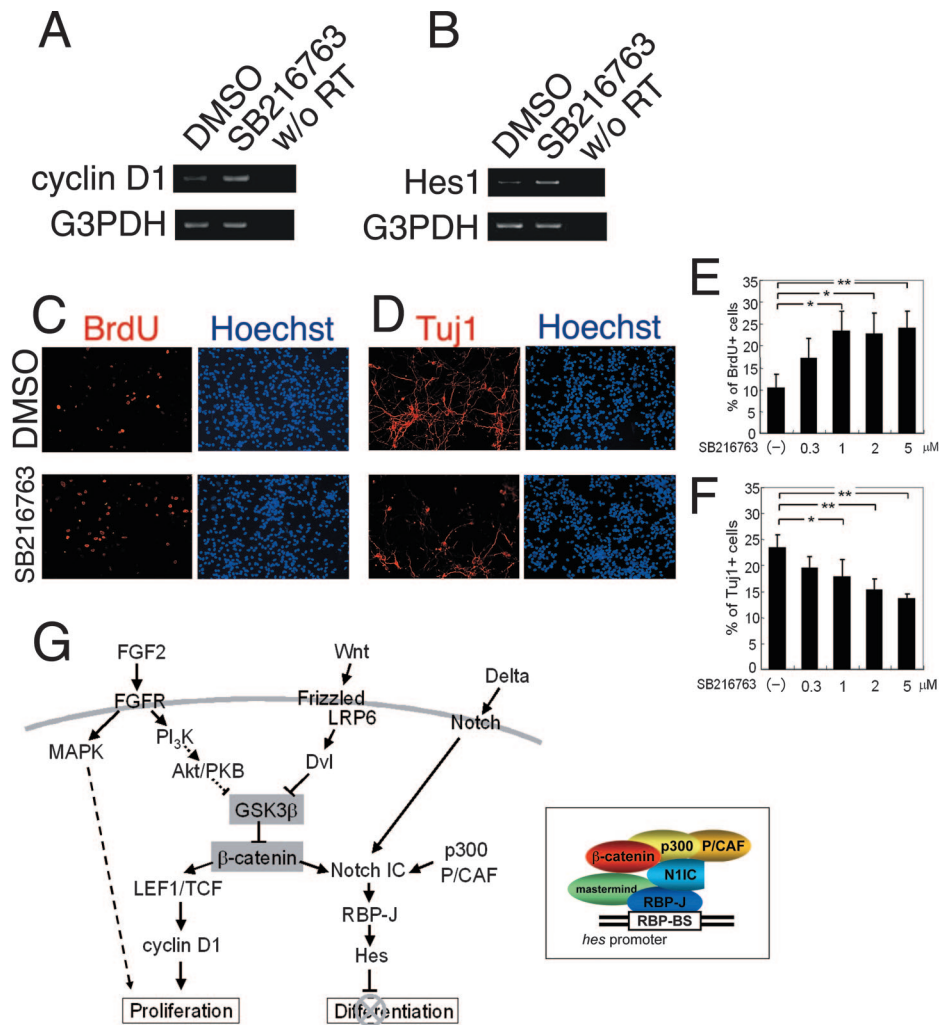 A
DMSO
SB216763
w/o RT
cyclin D1
G3PDH
B
DMSO
SB216763
w/o RT
Hes1
G3PDH
C
BrdU
Hoechst
D
Tuj1
Hoechst
DMSO
SB216763
E
% of BrdU+ cells
35
30
25
20
15
10
5
0
**
*
*
SB216763 (–) 0.3 1 2 5 μM
F
% of Tuj1+ cells
35
30
25
20
15
10
5
0
**
**
*
SB216763 (–) 0.3 1 2 5 μM
G
FGF2
FGFR
MAPK
PI3K
Akt/PKB
Wnt
Frizzled
LRP6
Dvl
Delta
Notch
GSK3β
β-catenin
LEF1/TCF
cyclin D1
Proliferation
Notch IC
p300
P/CAF
RBP-J
Hes
Differentiation
β-catenin
p300
P/CAF
N1IC
mastermind
RBP-J
RBP-BS
hes promoter